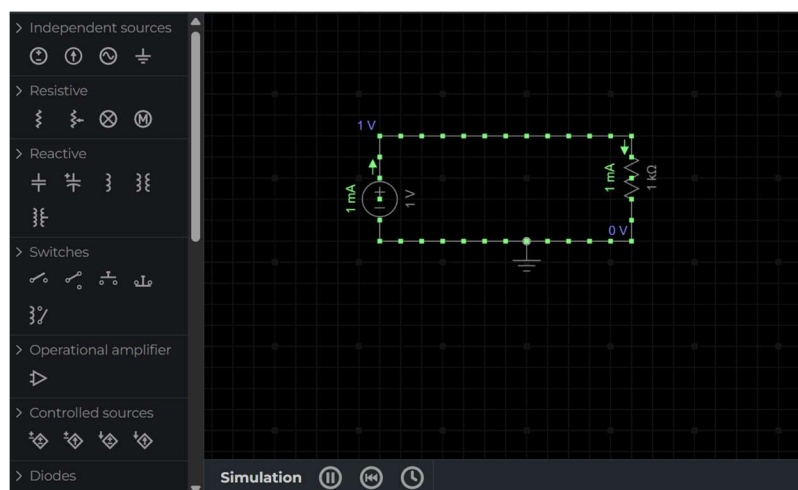 Independent sources
Resistive
Reactive
Switches
Operational amplifier
Controlled sources
Diodes
1 V
1 mA
1 V
1 mA
1 kΩ
0 V
Simulation